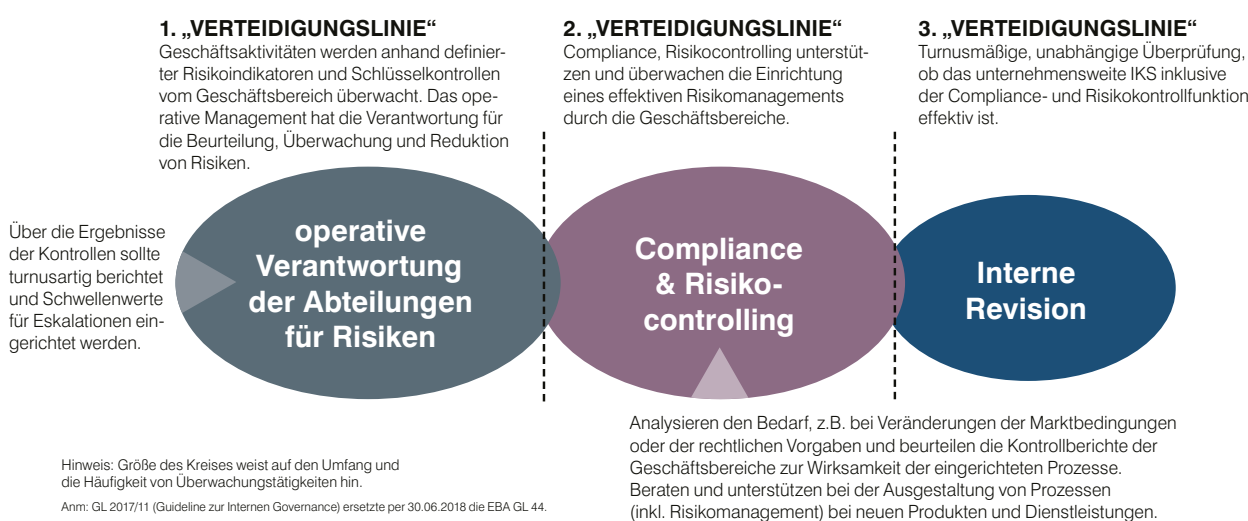 1. „VERTEIDIGUNGSLINIE“
Geschäftsaktivitäten werden anhand definier-
ter Risikoindikatoren und Schlüsselkontrollen
vom Geschäftsbereich überwacht. Das ope-
rative Management hat die Verantwortung für
die Beurteilung, Überwachung und Reduktion
von Risiken.
2. „VERTEIDIGUNGSLINIE“
Compliance, Risikocontrolling unterstüt-
zen und überwachen die Einrichtung
eines effektiven Risikomanagements
durch die Geschäftsbereiche.
3. „VERTEIDIGUNGSLINIE“
Turnusmäßige, unabhängige Überprüfung,
ob das unternehmensweite IKS inklusive
der Compliance- und Risikokontrollfunktion
effektiv ist.
Über die Ergebnisse
der Kontrollen sollte
turnusartig berichtet
und Schwellenwerte
für Eskalationen ein-
gerichtet werden.
operative
Verantwortung
der Abteilungen
für Risiken
Compliance
& Risiko-
controlling
Interne
Revision
Analysieren den Bedarf, z.B. bei Veränderungen der Marktbedingungen
oder der rechtlichen Vorgaben und beurteilen die Kontrollberichte der
Geschäftsbereiche zur Wirksamkeit der eingerichteten Prozesse.
Beraten und unterstützen bei der Ausgestaltung von Prozessen
(inkl. Risikomanagement) bei neuen Produkten und Dienstleistungen.
Hinweis: Größe des Kreises weist auf den Umfang und
die Häufigkeit von Überwachungstätigkeiten hin.
Anm: GL 2017/11 (Guideline zur Internen Governance) ersetzte per 30.06.2018 die EBA GL 44.